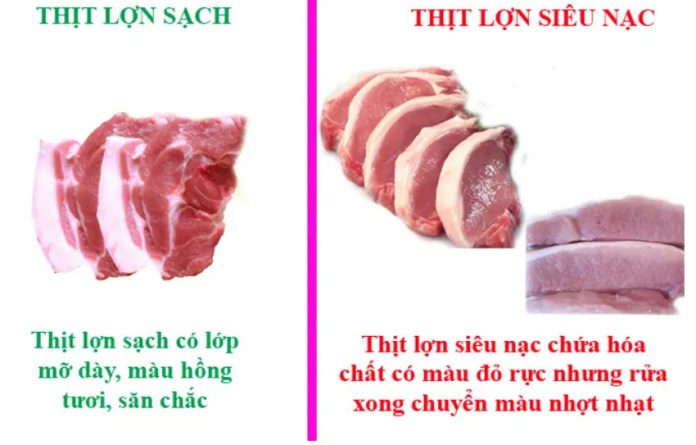 THỊT LỢN SẠCH
Thịt lợn sạch có lớp
mỡ dày, màu hồng
tươi, săn chắc
THỊT LỢN SIÊU NẠC
Thịt lợn siêu nạc chứa hóa
chất có màu đỏ rực nhưng rửa
xong chuyển màu nhợt nhạt